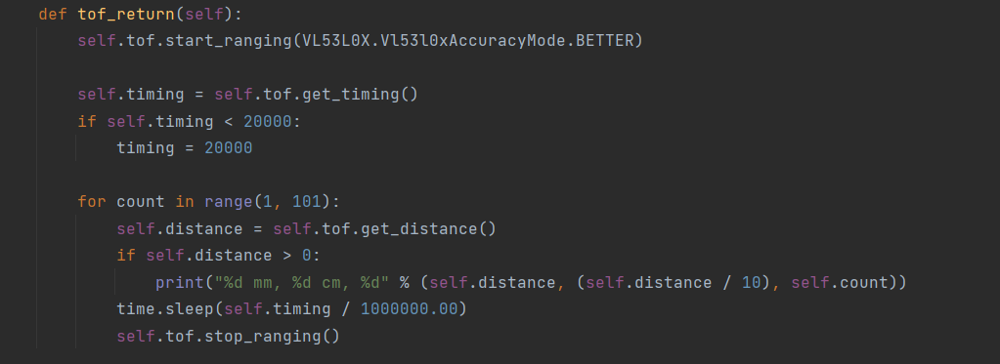 def tof_return(self):
self.tof.start_ranging(VL53L0X.Vl53l0xAccuracyMode.BETTER)
self.timing = self.tof.get_timing()
if self.timing < 20000:
timing = 20000
for count in range(1, 101):
self.distance = self.tof.get_distance()
if self.distance > 0:
print("%d mm, %d cm, %d" % (self.distance, (self.distance / 10), self.count))
time.sleep(self.timing / 1000000.00)
self.tof.stop_ranging()